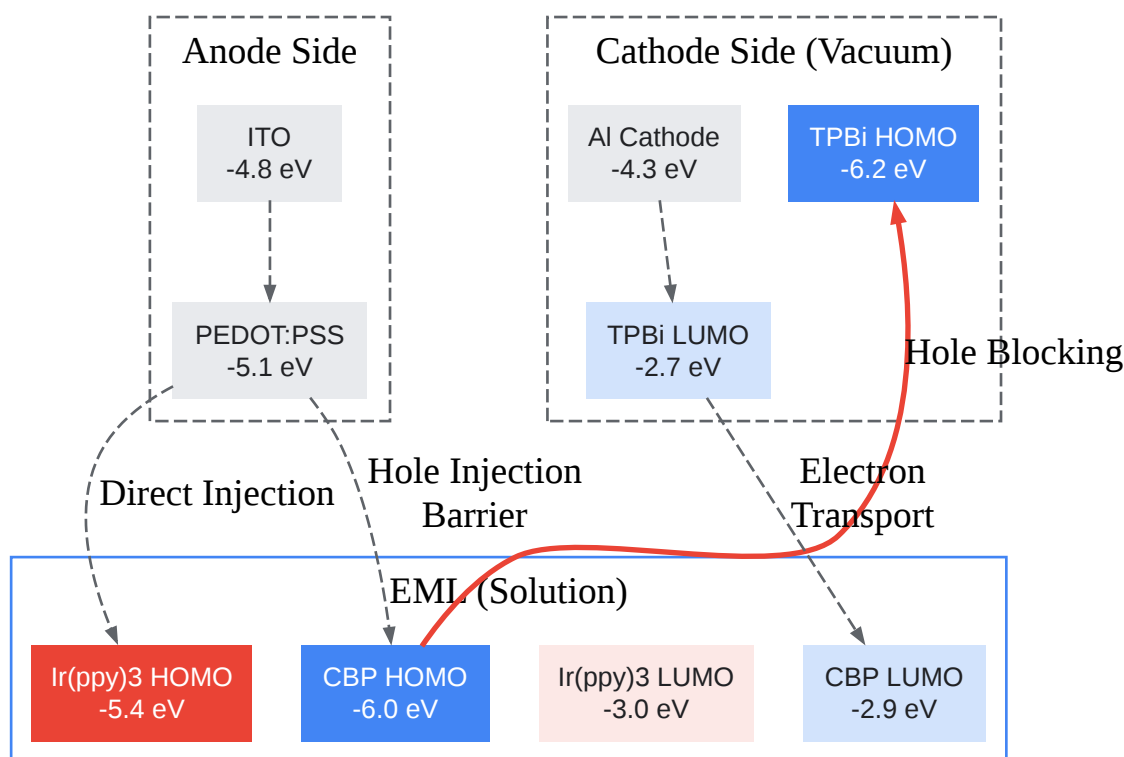 Anode Side
ITO
-4.8 eV
PEDOT:PSS
-5.1 eV
Cathode Side (Vacuum)
Al Cathode
-4.3 eV
TPBi HOMO
-6.2 eV
TPBi LUMO
-2.7 eV
Hole Blocking
Direct Injection
Hole Injection
Barrier
Electron
Transport
EML (Solution)
Ir(ppy)3 HOMO
-5.4 eV
CBP HOMO
-6.0 eV
Ir(ppy)3 LUMO
-3.0 eV
CBP LUMO
-2.9 eV